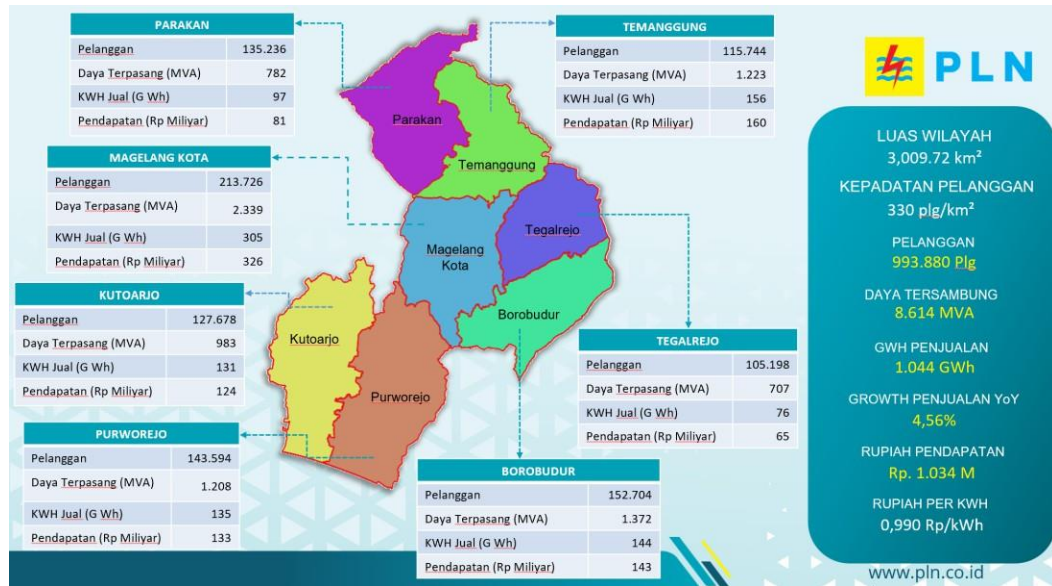 PARAKAN
Pelanggan 135.236
Daya Terpasang (MVA) 782
KWH Jual (G Wh) 97
Pendapatan (Rp Miliyar) 81
TEMANGGUNG
Pelanggan 115.744
Daya Terpasang (MVA) 1.223
KWH Jual (G Wh) 156
Pendapatan (Rp Miliyar) 160
MAGELANG KOTA
Pelanggan 213.726
Daya Terpasang (MVA) 2.339
KWH Jual (G Wh) 305
Pendapatan (Rp Miliyar) 326
KUTOARJO
Pelanggan 127.678
Daya Terpasang (MVA) 983
KWH Jual (G Wh) 131
Pendapatan (Rp Miliyar) 124
PURWOREJO
Pelanggan 143.594
Daya Terpasang (MVA) 1.208
KWH Jual (G Wh) 135
Pendapatan (Rp Miliyar) 133
Parakan
Temanggung
Tegalrejo
Magelang
Kota
Borobudur
Kutoarjo
Purworejo
TEGALREJO
Pelanggan 105.198
Daya Terpasang (MVA) 707
KWH Jual (G Wh) 76
Pendapatan (Rp Miliyar) 65
BOROBUDUR
Pelanggan 152.704
Daya Terpasang (MVA) 1.372
KWH Jual (G Wh) 144
Pendapatan (Rp Miliyar) 143
PLN
LUAS WILAYAH
3,009.72 km²
KEPADATAN PELANGGAN
330 plg/km²
PELANGGAN
993.880 Plg
DAYA TERSAMBUNG
8.614 MVA
GWH PENJUALAN
1.044 GWh
GROWTH PENJUALAN YoY
4,56%
RUPIAH PENDAPATAN
Rp. 1.034 M
RUPIAH PER KWH
0,990 Rp/kWh
www.pln.co.id